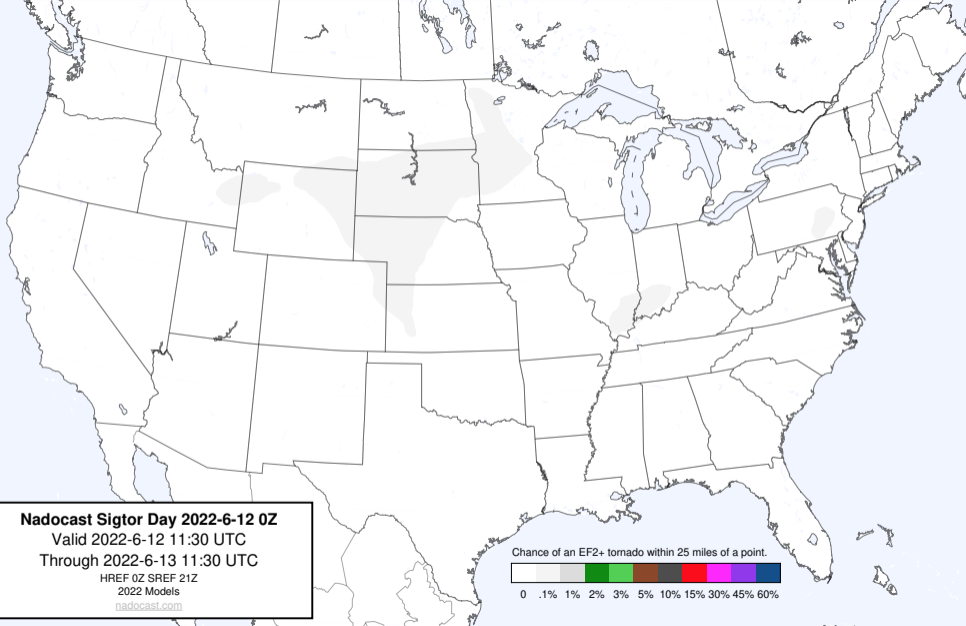 Nadocast Sigtor Day 2022-6-12 0Z
Valid 2022-6-12 11:30 UTC
Through 2022-6-13 11:30 UTC
HREF 0Z SREF 21Z
2022 Models
nadocast.com
Chance of an EF2+ tornado within 25 miles of a point.
0 .1% 1% 2% 3% 5% 10% 15% 30% 45% 60%